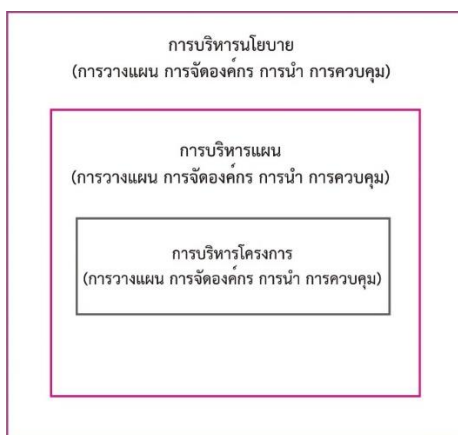 การบริหารนโยบาย
(การวางแผน การจัดองค์กร การนำ การควบคุม)
การบริหารแผน
(การวางแผน การจัดองค์กร การนำ การควบคุม)
การบริหารโครงการ
(การวางแผน การจัดองค์กร การนำ การควบคุม)